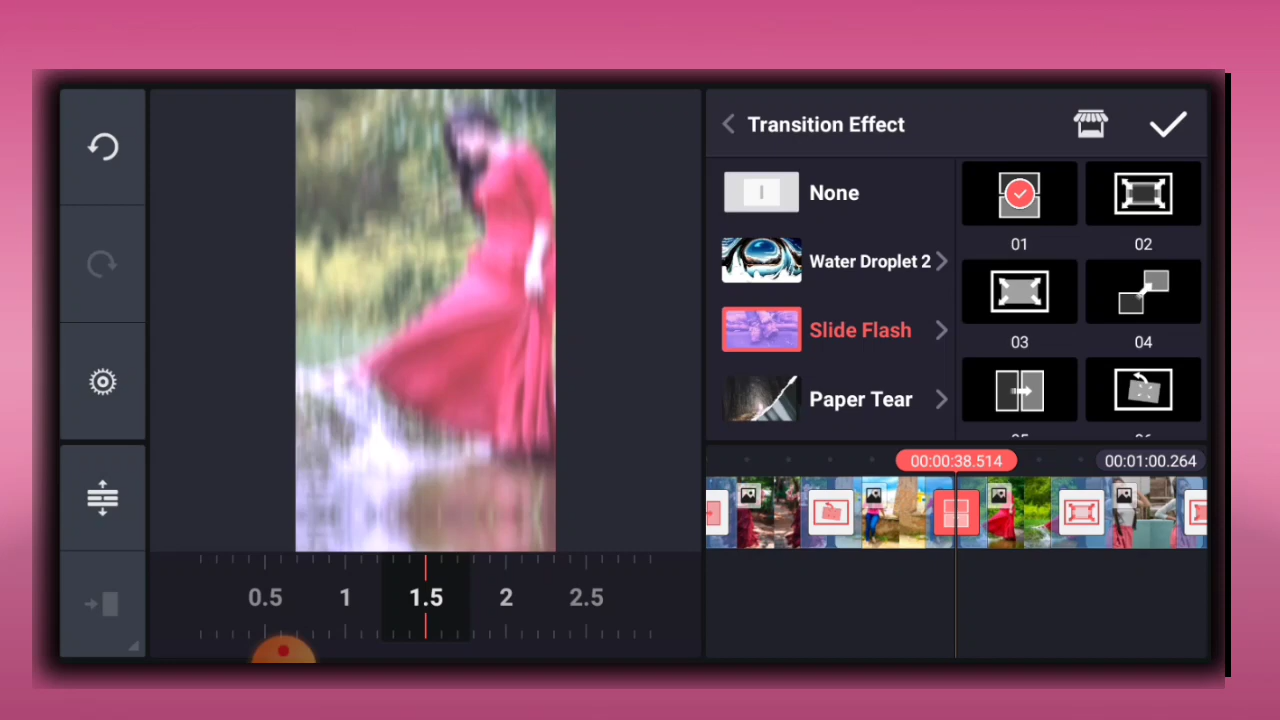 Transition Effect
None
Water Droplet 2
Slide Flash
Paper Tear
01
02
03
04
00:00:38.514
00:01:00.264
0.5
1
1.5
2
2.5